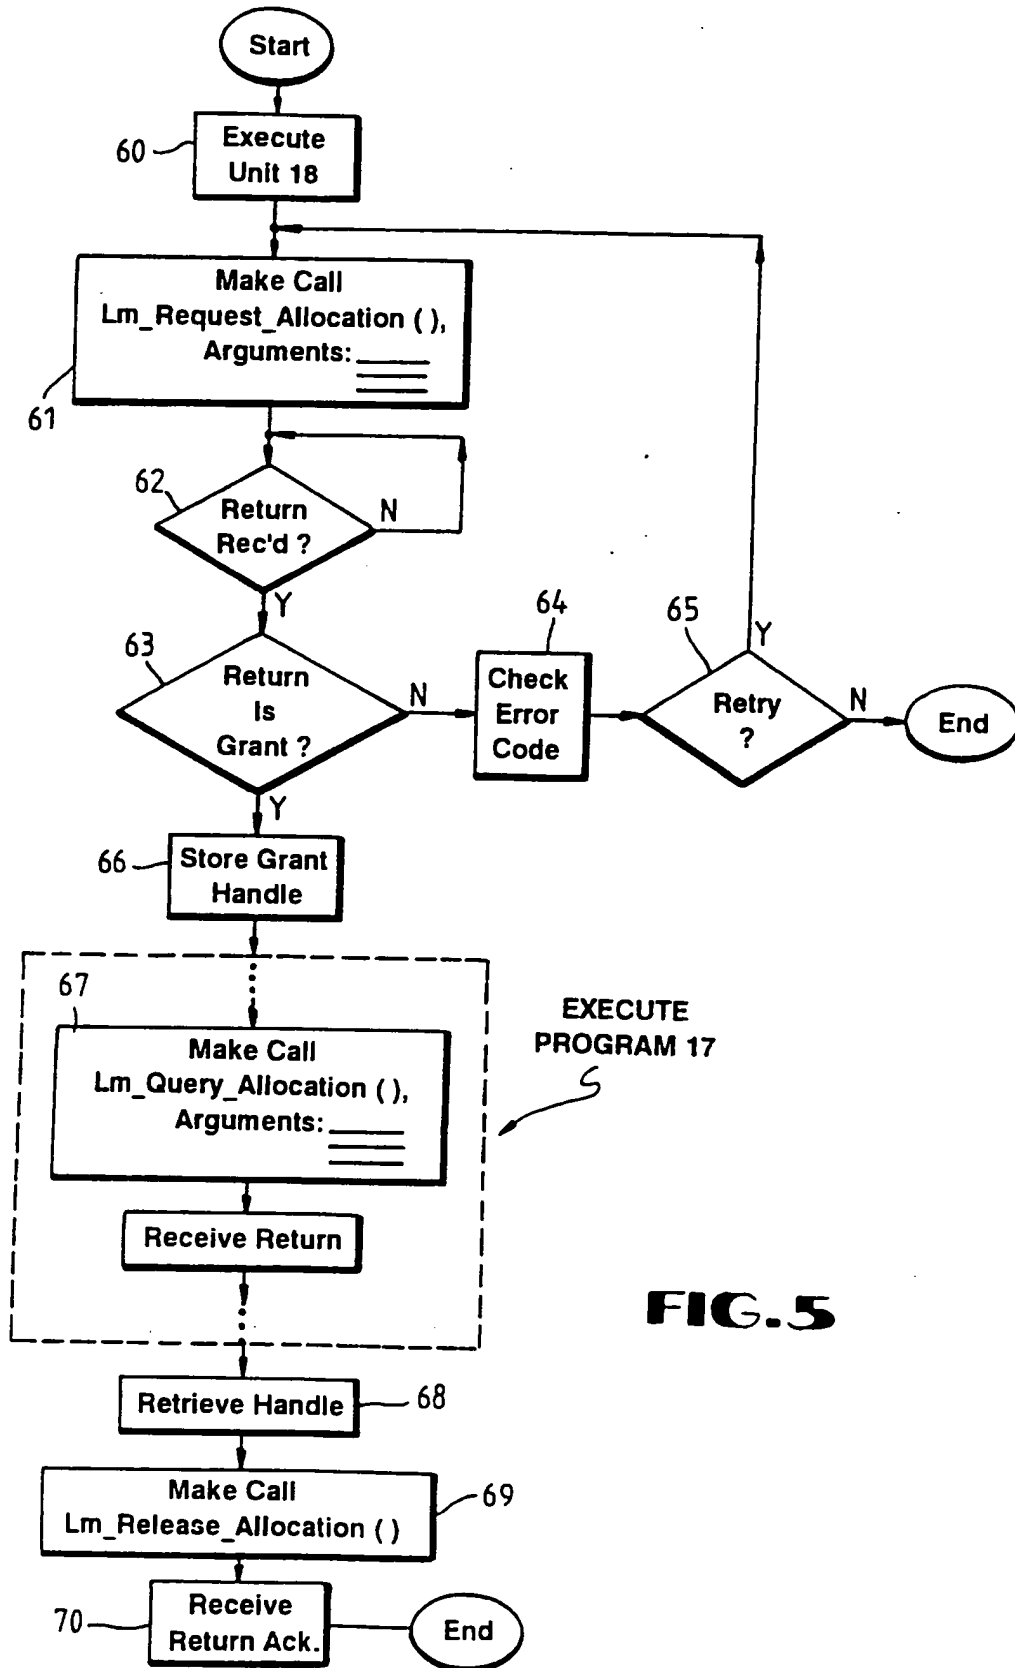 Start
60
Execute
Unit 18
Make Call
Lm_Request_Allocation ( ),
Arguments:
61
62
Return
Rec'd ?
N
Y
63
Return
Is
Grant ?
N
Y
64
Check
Error
Code
65
Retry
?
Y
N
End
66
Store Grant
Handle
67
Make Call
Lm_Query_Allocation ( ),
Arguments:
Receive Return
EXECUTE
PROGRAM 17
FIG.5
Retrieve Handle
68
Make Call
Lm_Release_Allocation ( )
69
70
Receive
Return Ack.
End